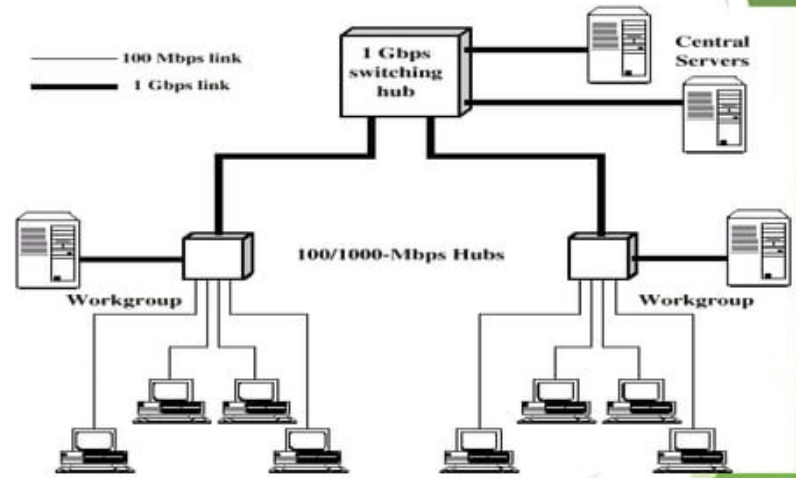 100 Mbps link
1 Gbps link
1 Gbps
switching
hub
Central
Servers
100/1000-Mbps Hubs
Workgroup
Workgroup